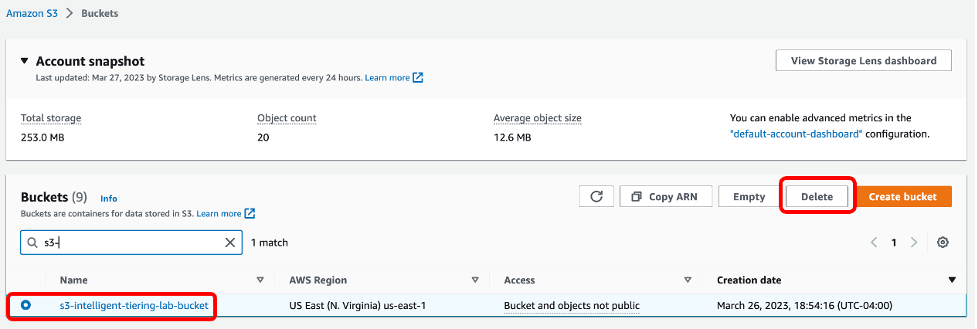 Amazon S3 > Buckets
Account snapshot
Last updated: Mar 27, 2023 by Storage Lens. Metrics are generated every 24 hours. Learn more
View Storage Lens dashboard
Total storage
253.0 MB
Object count
20
Average object size
12.6 MB
You can enable advanced metrics in the
"default-account-dashboard" configuration.
Buckets (9) Info
Buckets are containers for data stored in S3. Learn more
Copy ARN
Empty
Delete
Create bucket
s3-
1 match
1
Name AWS Region Access Creation date
s3-intelligent-tiering-lab-bucket US East (N. Virginia) us-east-1 Bucket and objects not public March 26, 2023, 18:54:16 (UTC-04:00)